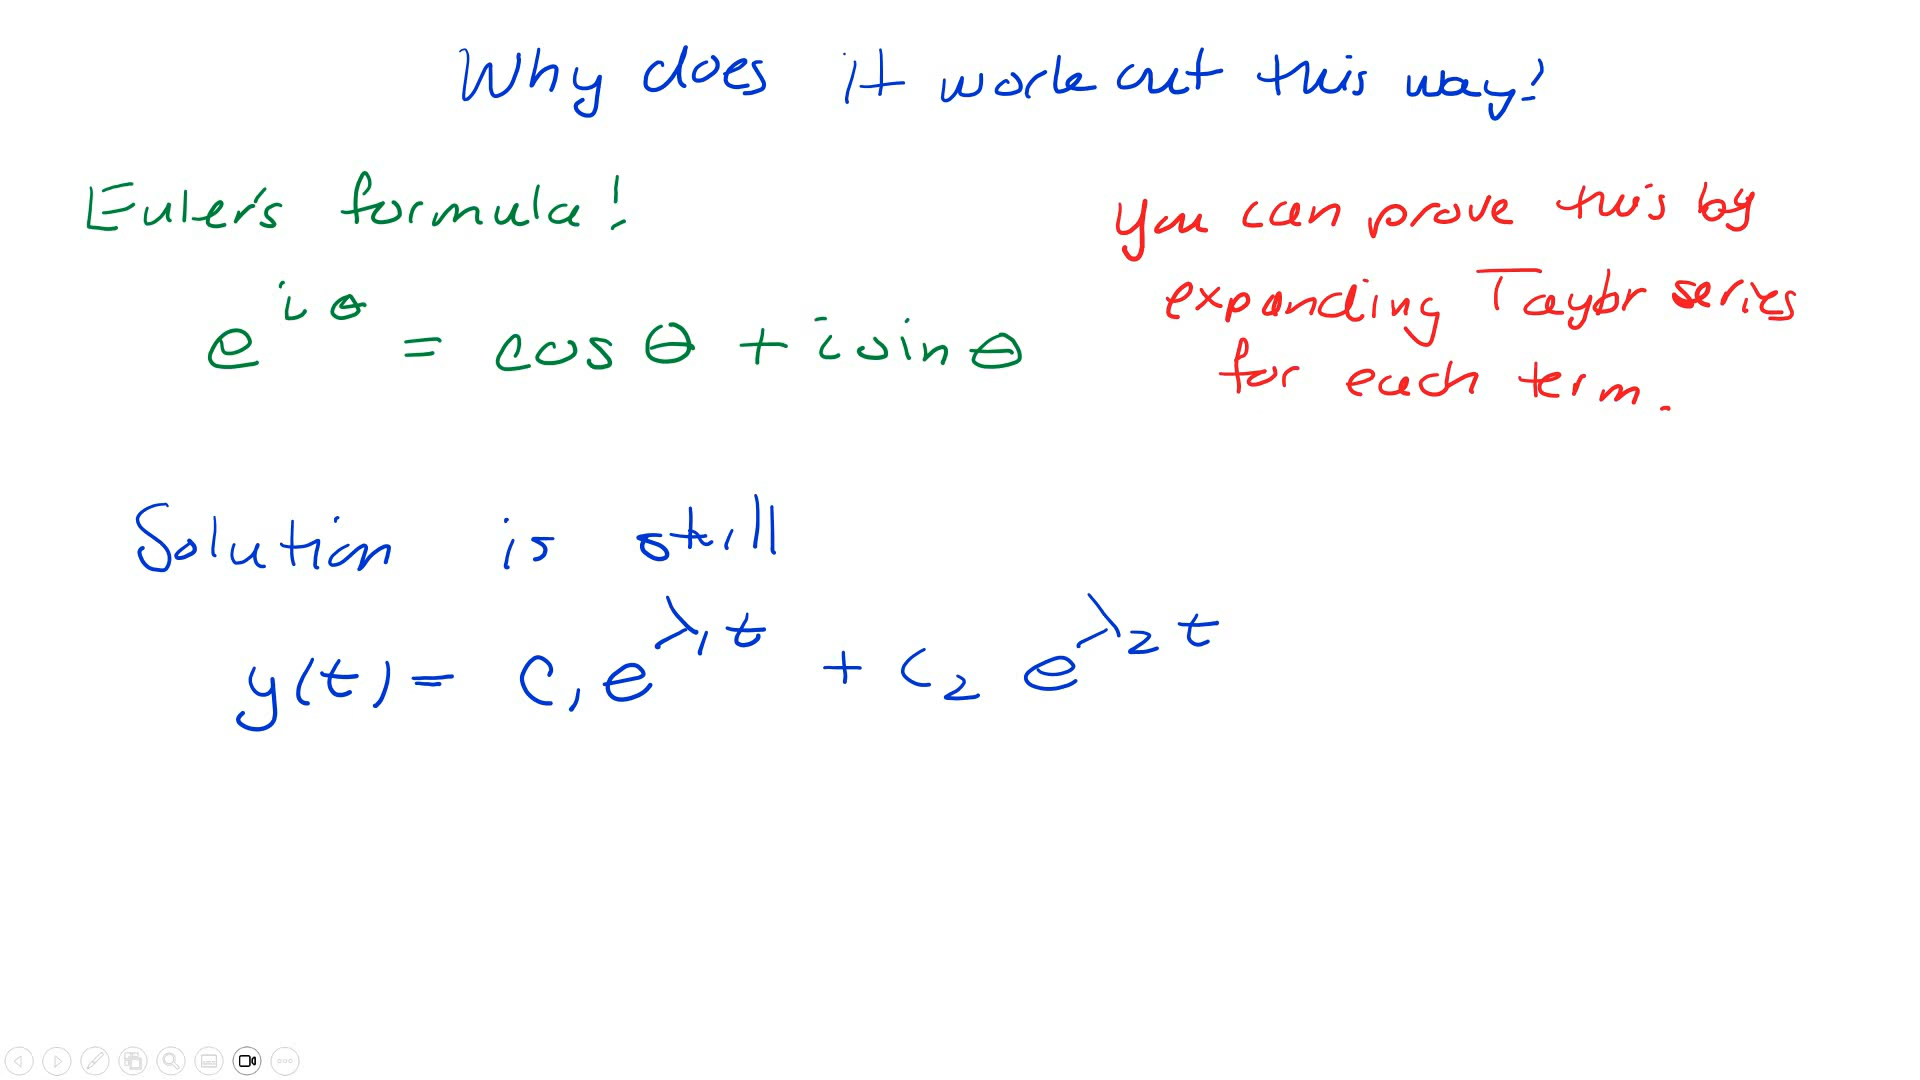 Why does it work out this way?
Euler's formula!
e^{iθ} = cos θ + i sin θ
you can prove this by
expanding Taylor series
for each term.
Solution is still
y(t) = C₁e^{λ₁t} + C₂ e^{λ₂t}